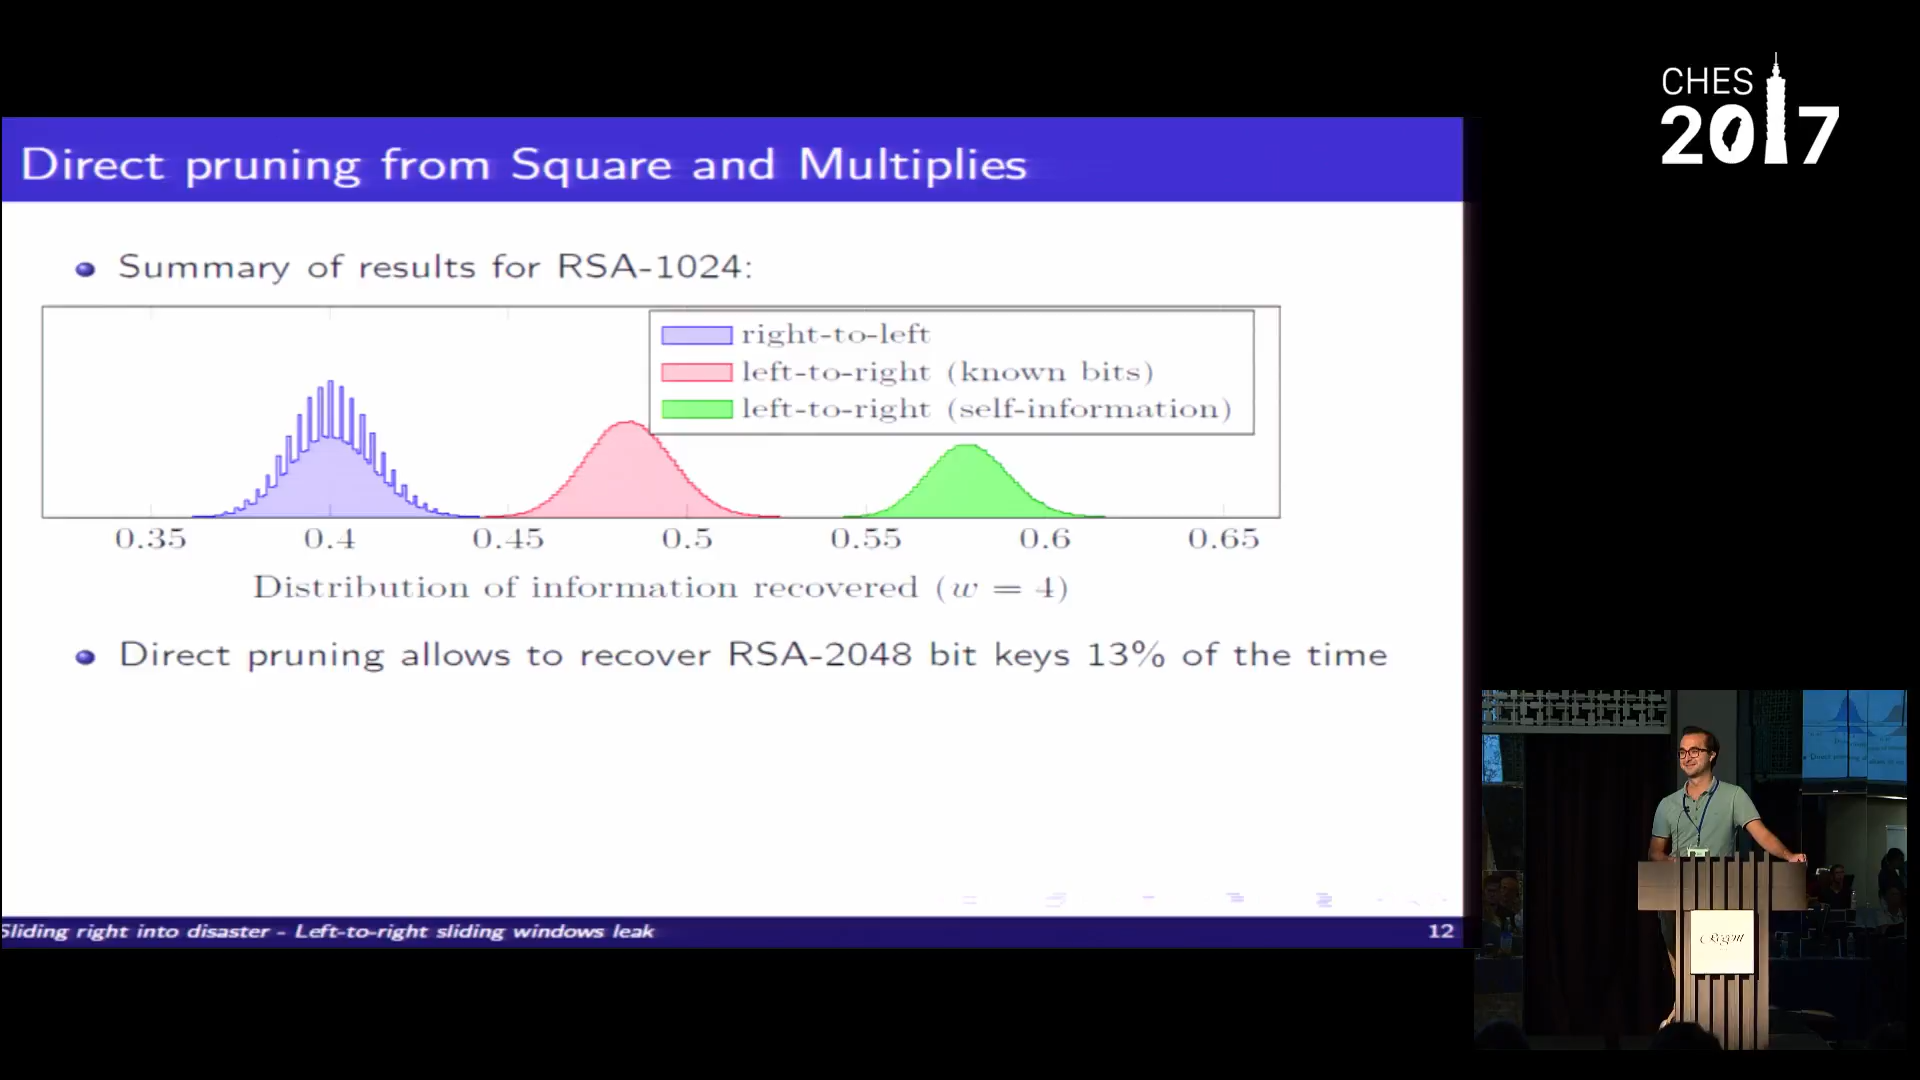 CHES
2017
Direct pruning from Square and Multiplies
Summary of results for RSA-1024:
right-to-left
left-to-right (known bits)
left-to-right (self-information)
0.35 0.4 0.45 0.5 0.55 0.6 0.65
Distribution of information recovered (w = 4)
Direct pruning allows to recover RSA-2048 bit keys 13% of the time
Sliding right into disaster - Left-to-right sliding windows leak 12
Regent